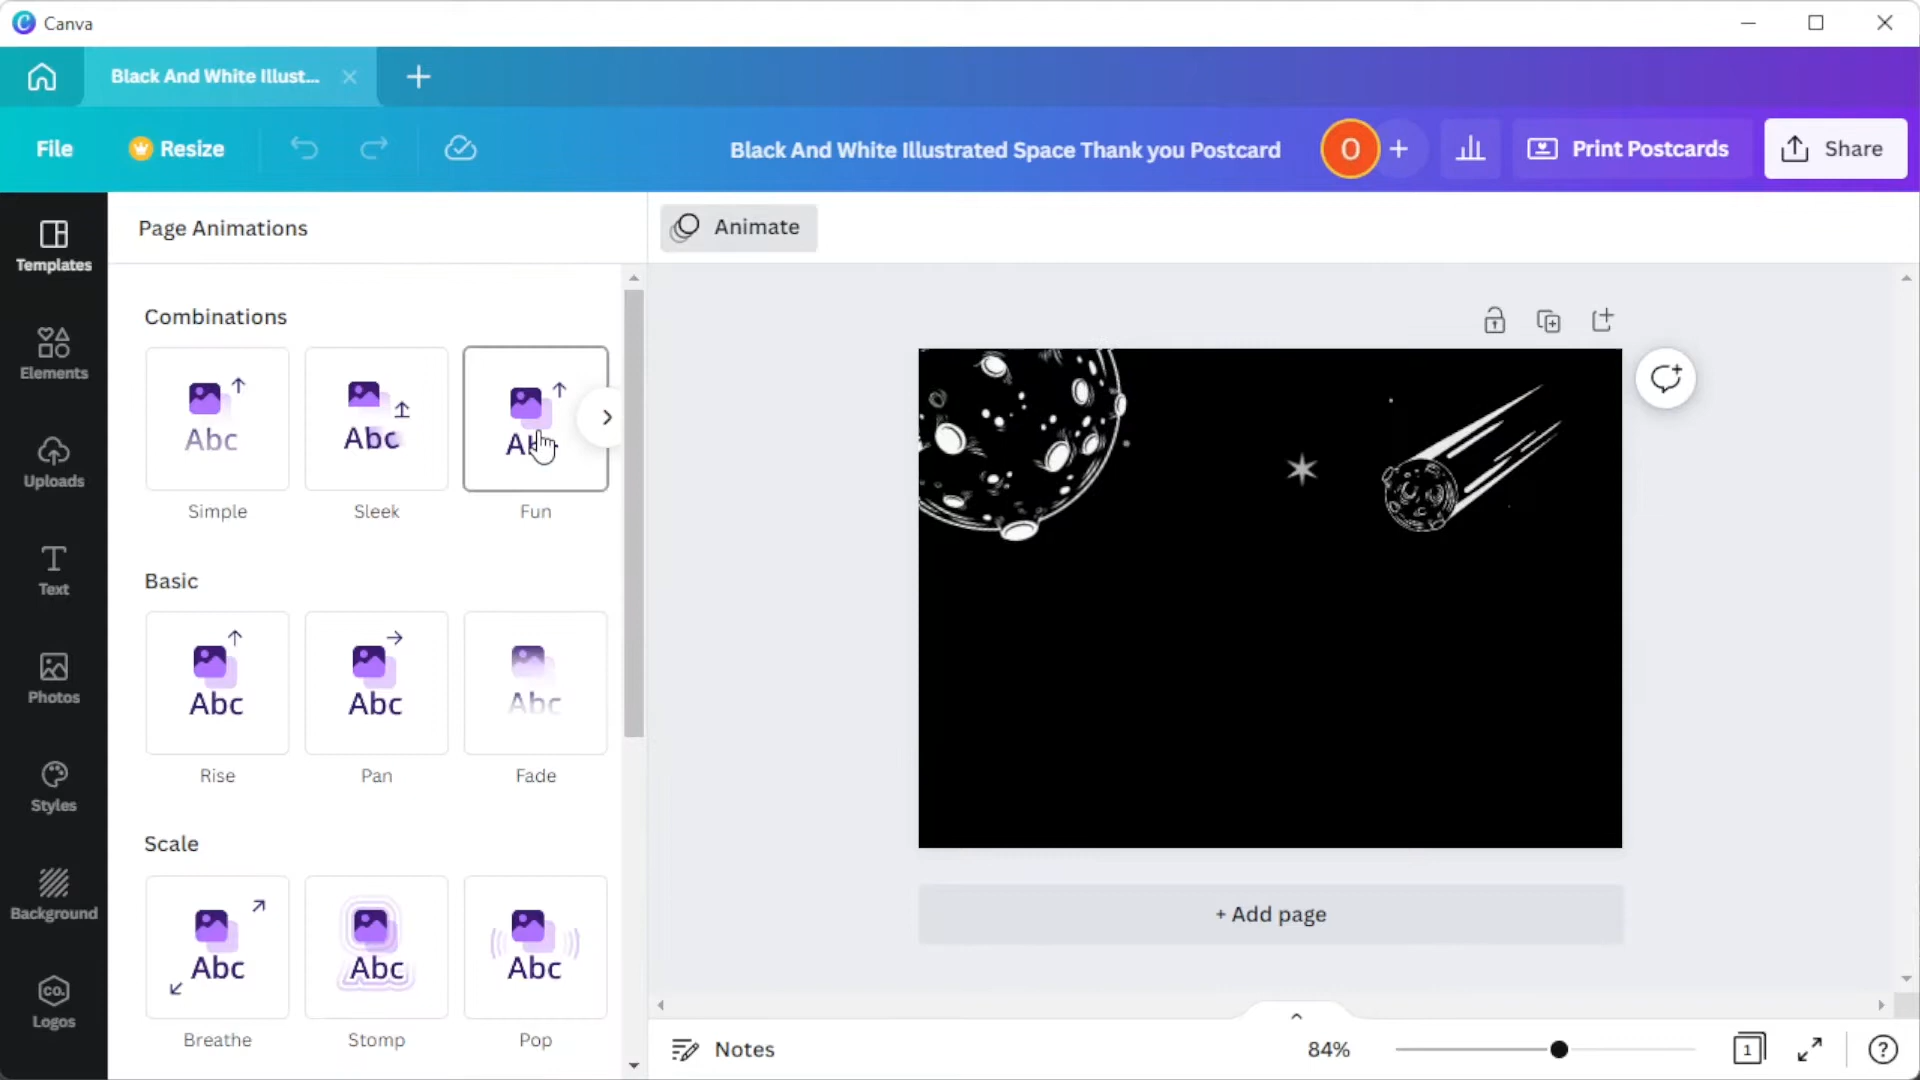 Canva
Black And White Illust...
File
Resize
Black And White Illustrated Space Thank you Postcard
O
Print Postcards
Share
Templates
Elements
Uploads
Text
Photos
Styles
Background
CO.
Logos
Page Animations
Animate
Combinations
Abc
Abc
Simple
Sleek
Fun
Basic
Abc
Abc
Abc
Rise
Pan
Fade
Scale
Abc
Abc
Abc
Breathe
Stomp
Pop
+ Add page
Notes
84%
1
?